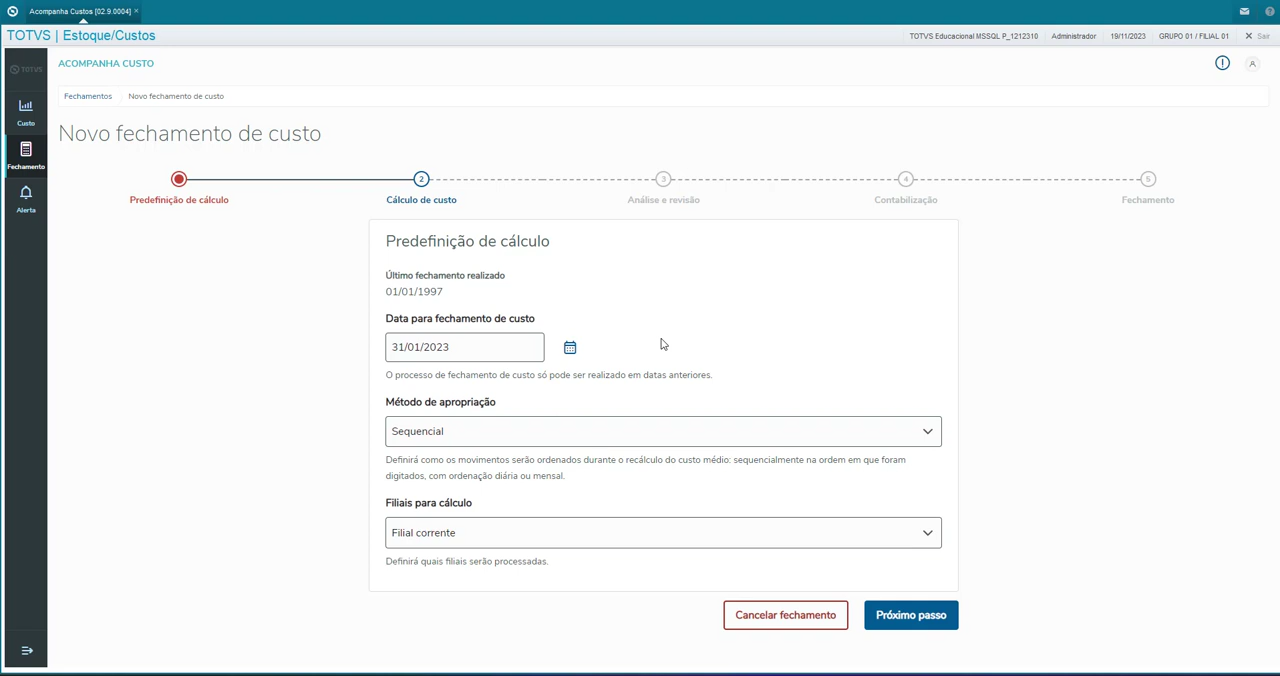 Acompanha Custos [02.9.0004] ×
TOTVS | Estoque/Custos
TOTVS Educacional MSSQL P_1212310 Administrador 19/11/2023 GRUPO 01 / FILIAL 01 Sair
TOTVS
ACOMPANHA CUSTO
Fechamentos Novo fechamento de custo
Custo
Fechamento
Alerta
Novo fechamento de custo
2 3 4 5
Predefinição de cálculo Cálculo de custo Análise e revisão Contabilização Fechamento
Predefinição de cálculo
Último fechamento realizado
01/01/1997
Data para fechamento de custo
31/01/2023
O processo de fechamento de custo só pode ser realizado em datas anteriores.
Método de apropriação
Sequencial
Definirá como os movimentos serão ordenados durante o recálculo do custo médio: sequencialmente na ordem em que foram
digitados, com ordenação diária ou mensal.
Filiais para cálculo
Filial corrente
Definirá quais filiais serão processadas.
Cancelar fechamento Próximo passo